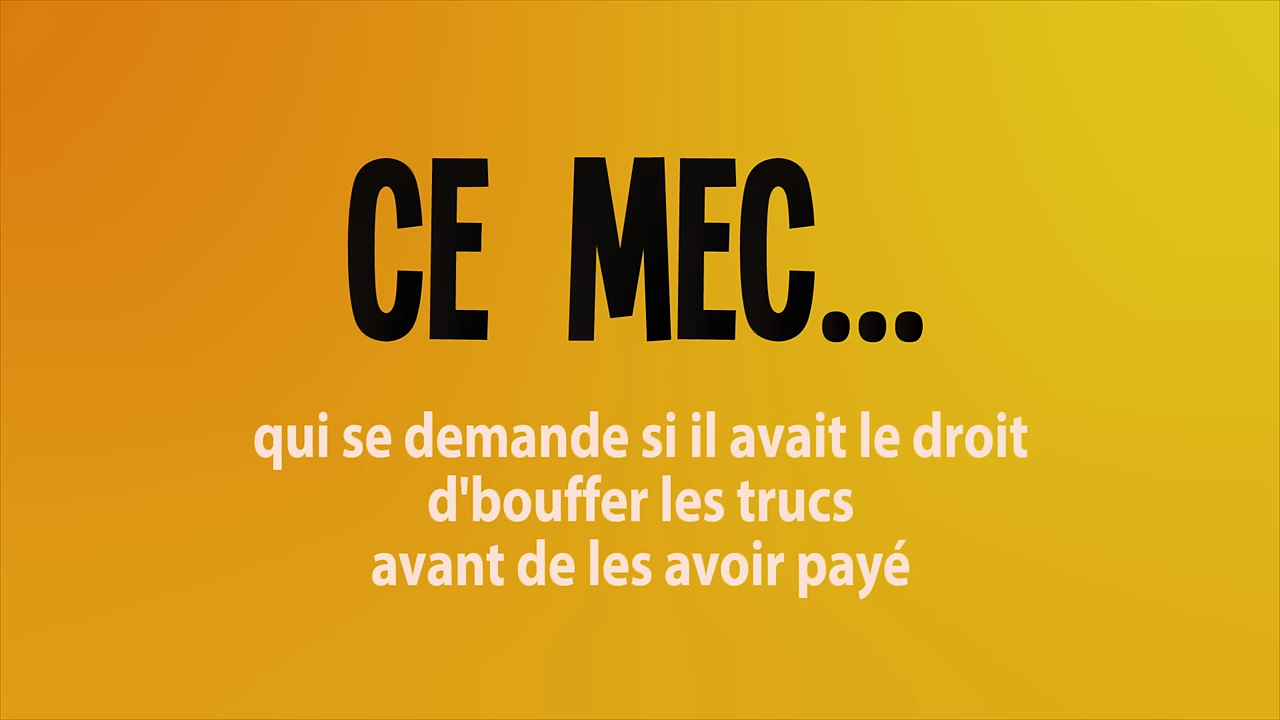 CE MEC...
qui se demande si il avait le droit
d'bouffer les trucs
avant de les avoir payé